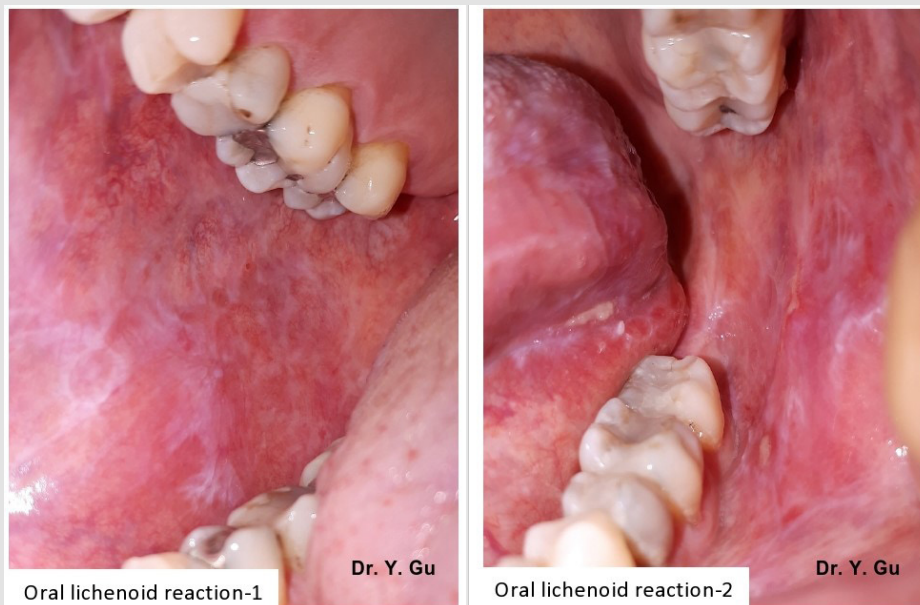 Dr. Y. Gu
Oral lichenoid reaction-1
Dr. Y. Gu
Oral lichenoid reaction-2